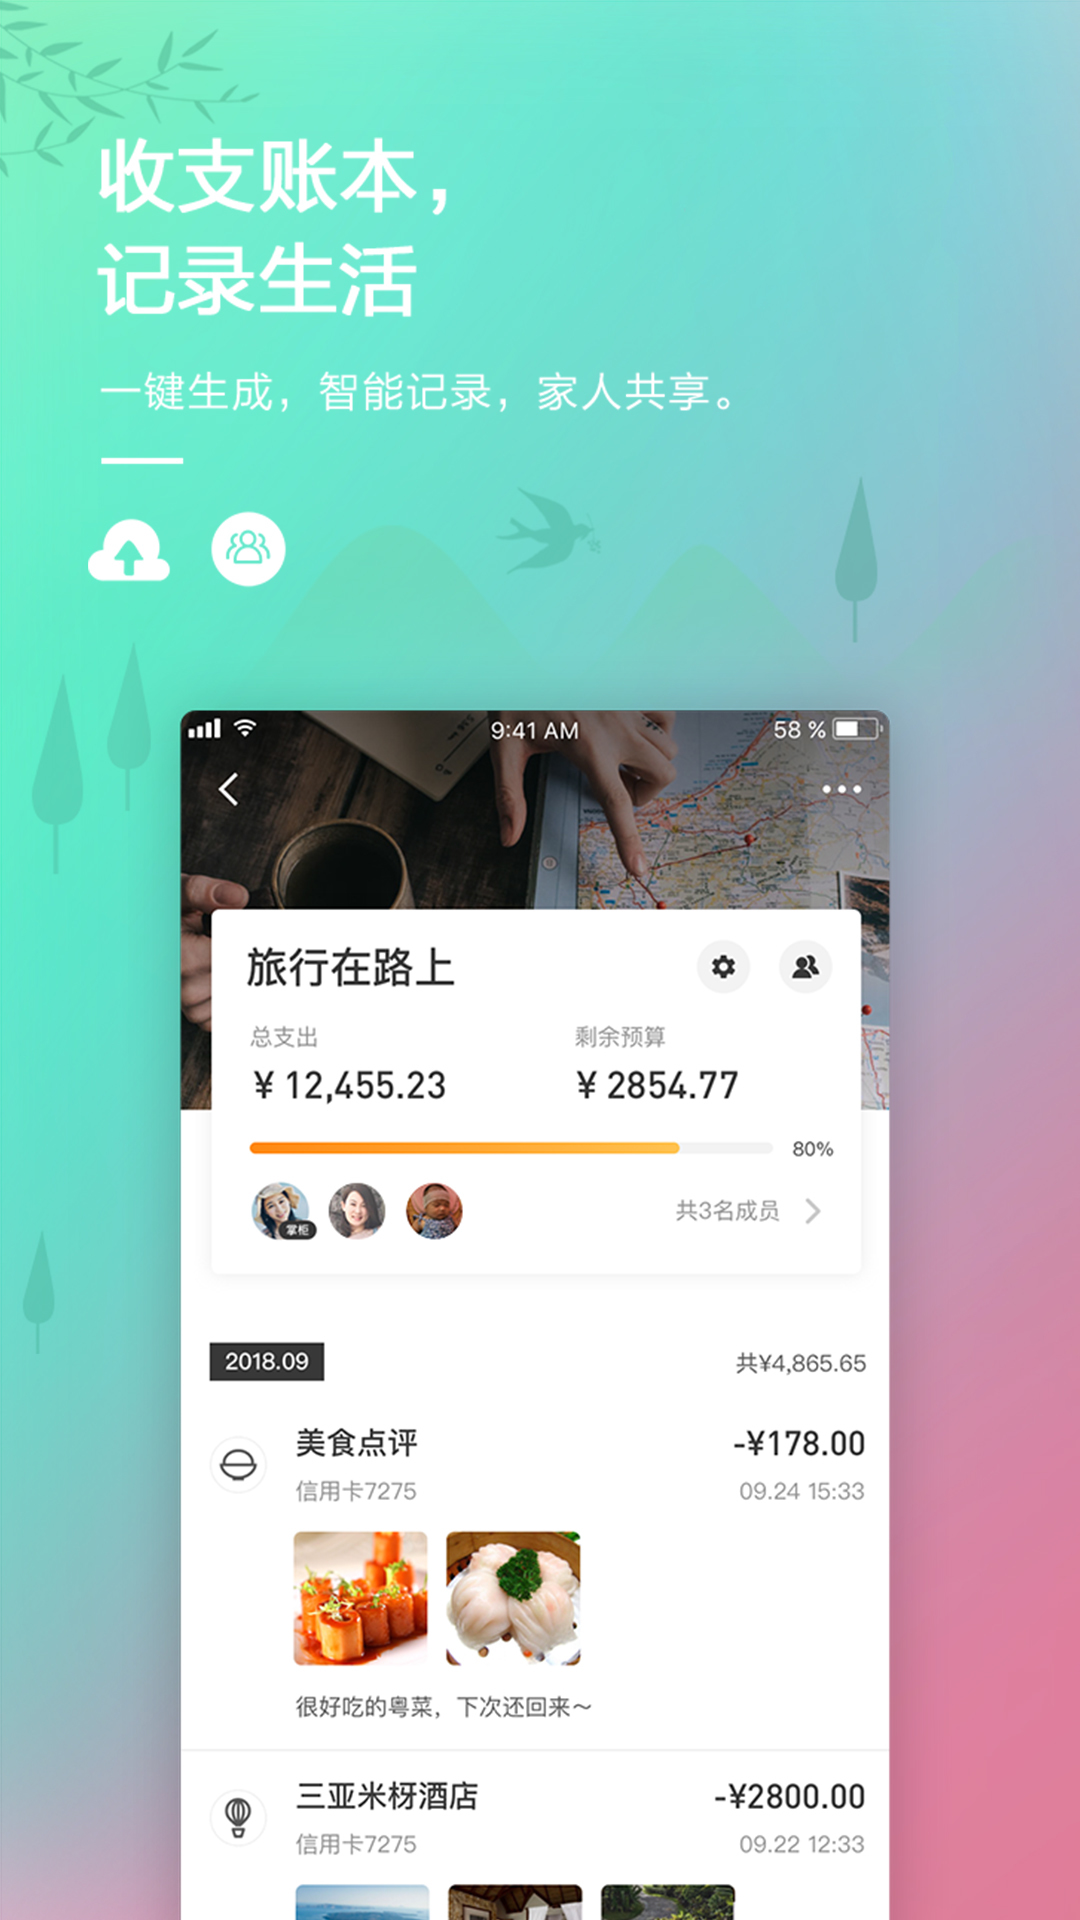 收支账本，
记录生活
一键生成，智能记录，家人共享。
9:41 AM
58 %
旅行在路上
总支出
剩余预算
¥ 12,455.23
¥ 2854.77
80%
掌柜
共3名成员
2018.09
共¥4,865.65
美食点评
-¥178.00
信用卡7275
09.24 15:33
很好吃的粤菜，下次还回来～
三亚米枒酒店
-¥2800.00
信用卡7275
09.22 12:33